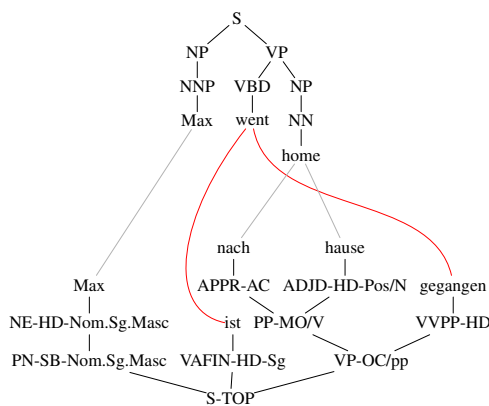 S
NP VP
NNP VBD NP
Max went NN
home
nach hause
Max APPR-AC ADJD-HD-Pos/N gegangen
NE-HD-Nom.Sg.Masc ist PP-MO/V VVPP-HD
PN-SB-Nom.Sg.Masc VAFIN-HD-Sg VP-OC/pp
S-TOP